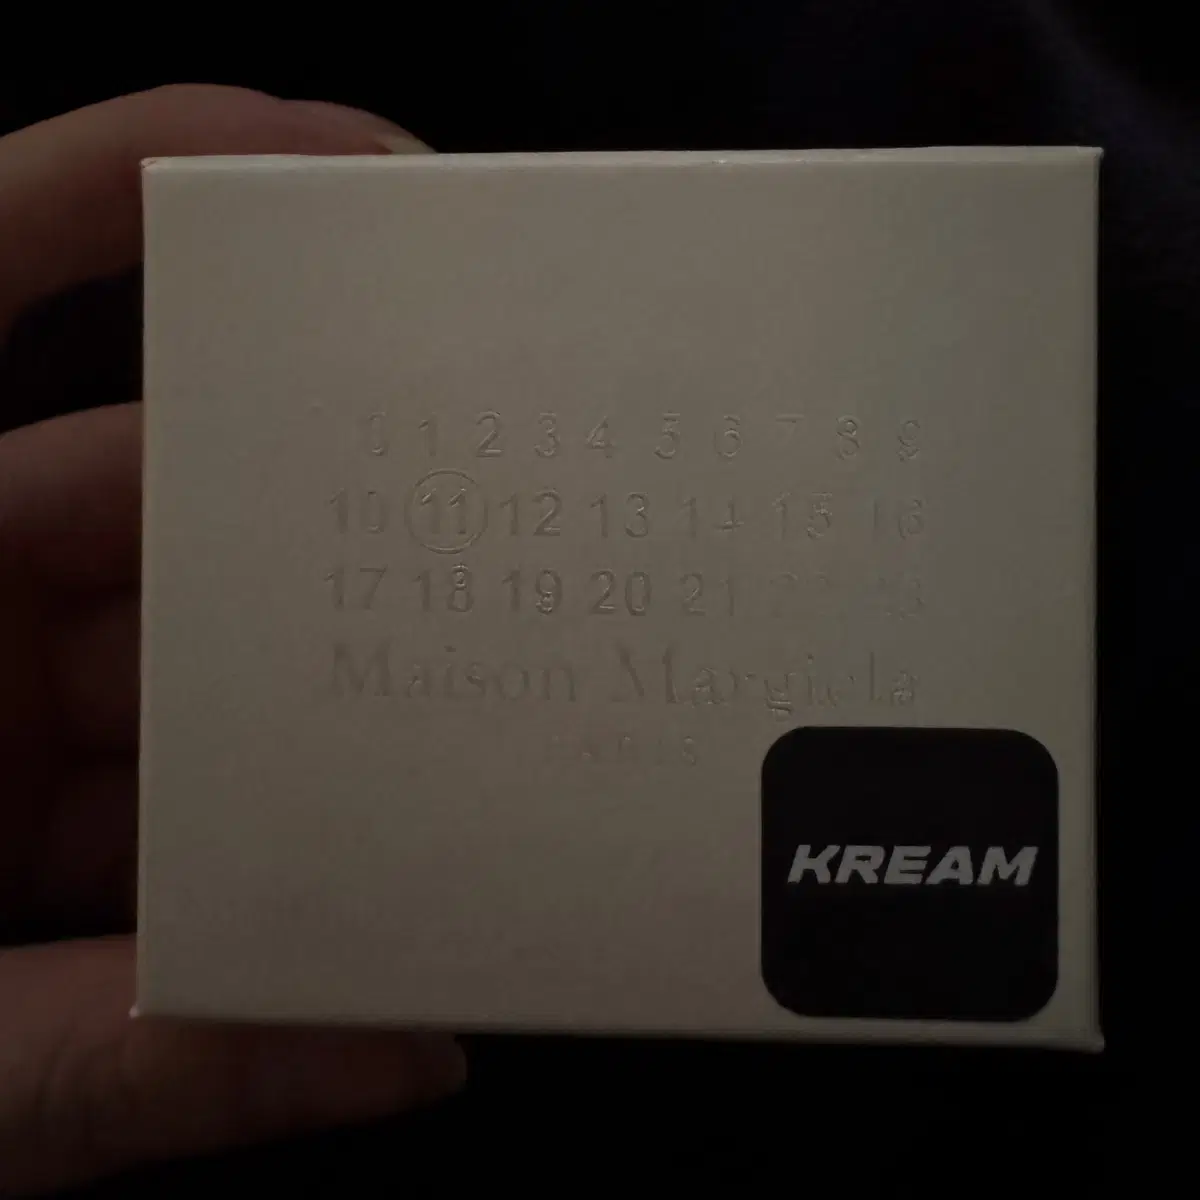 0 1 2 3 4 5 6 7 8 9
10 11 12 13 14 15 16
17 18 19 20 21 22 23
Maison Margiela
PARIS
KREAM